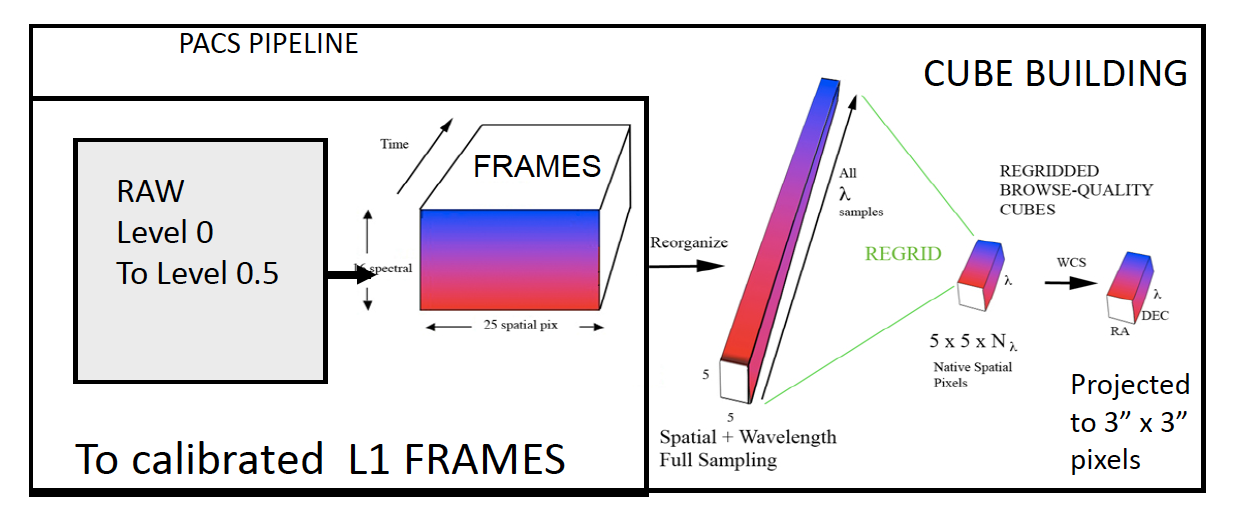 PACS PIPELINE
CUBE BUILDING
RAW
Level 0
To Level 0.5
Time
FRAMES
spectral
25 spatial pix
To calibrated L1 FRAMES
Reorganize
All
λ
samples
5
5
Spatial + Wavelength
Full Sampling
REGRID
REGRIDDED
BROWSE-QUALITY
CUBES
λ
5 x 5 x Nλ
Native Spatial
Pixels
WCS
λ
DEC
RA
Projected
to 3” x 3”
pixels